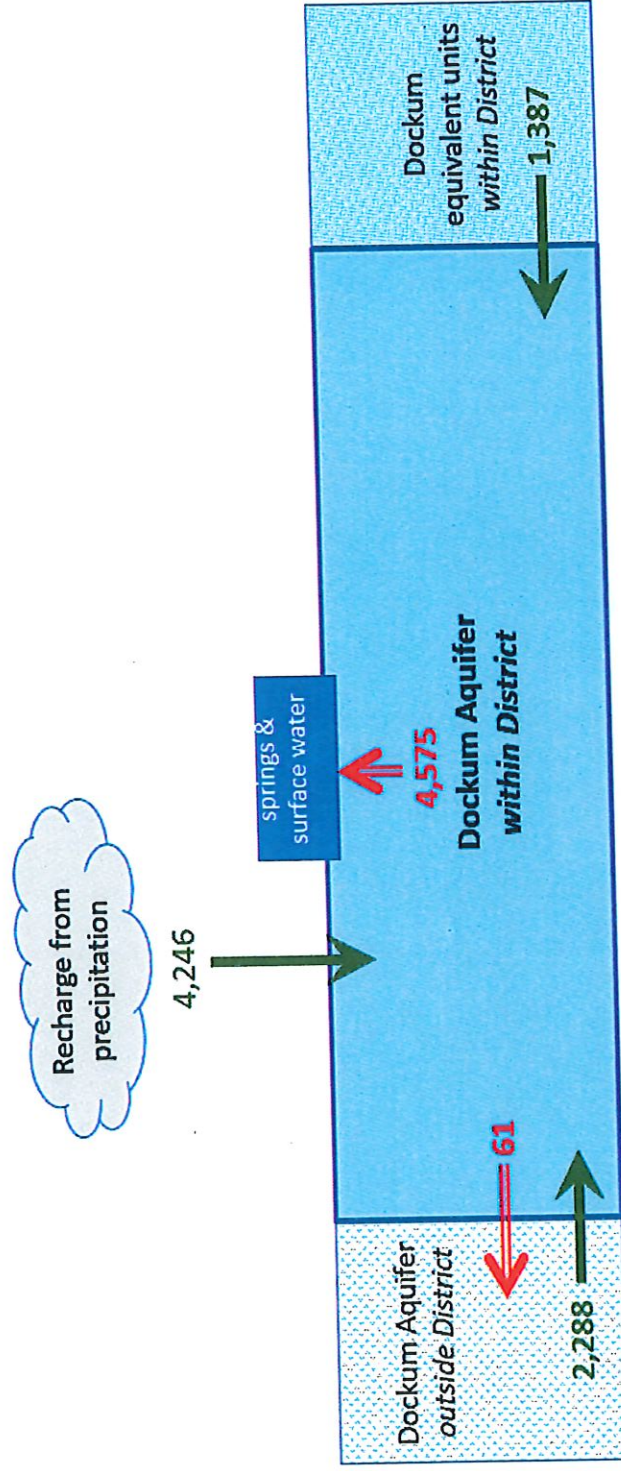 Recharge from
precipitation
4,246
springs &
surface water
4,575
Dockum Aquifer
within District
Dockum Aquifer
outside District
61
2,288
Dockum
equivalent units
within District
1,387